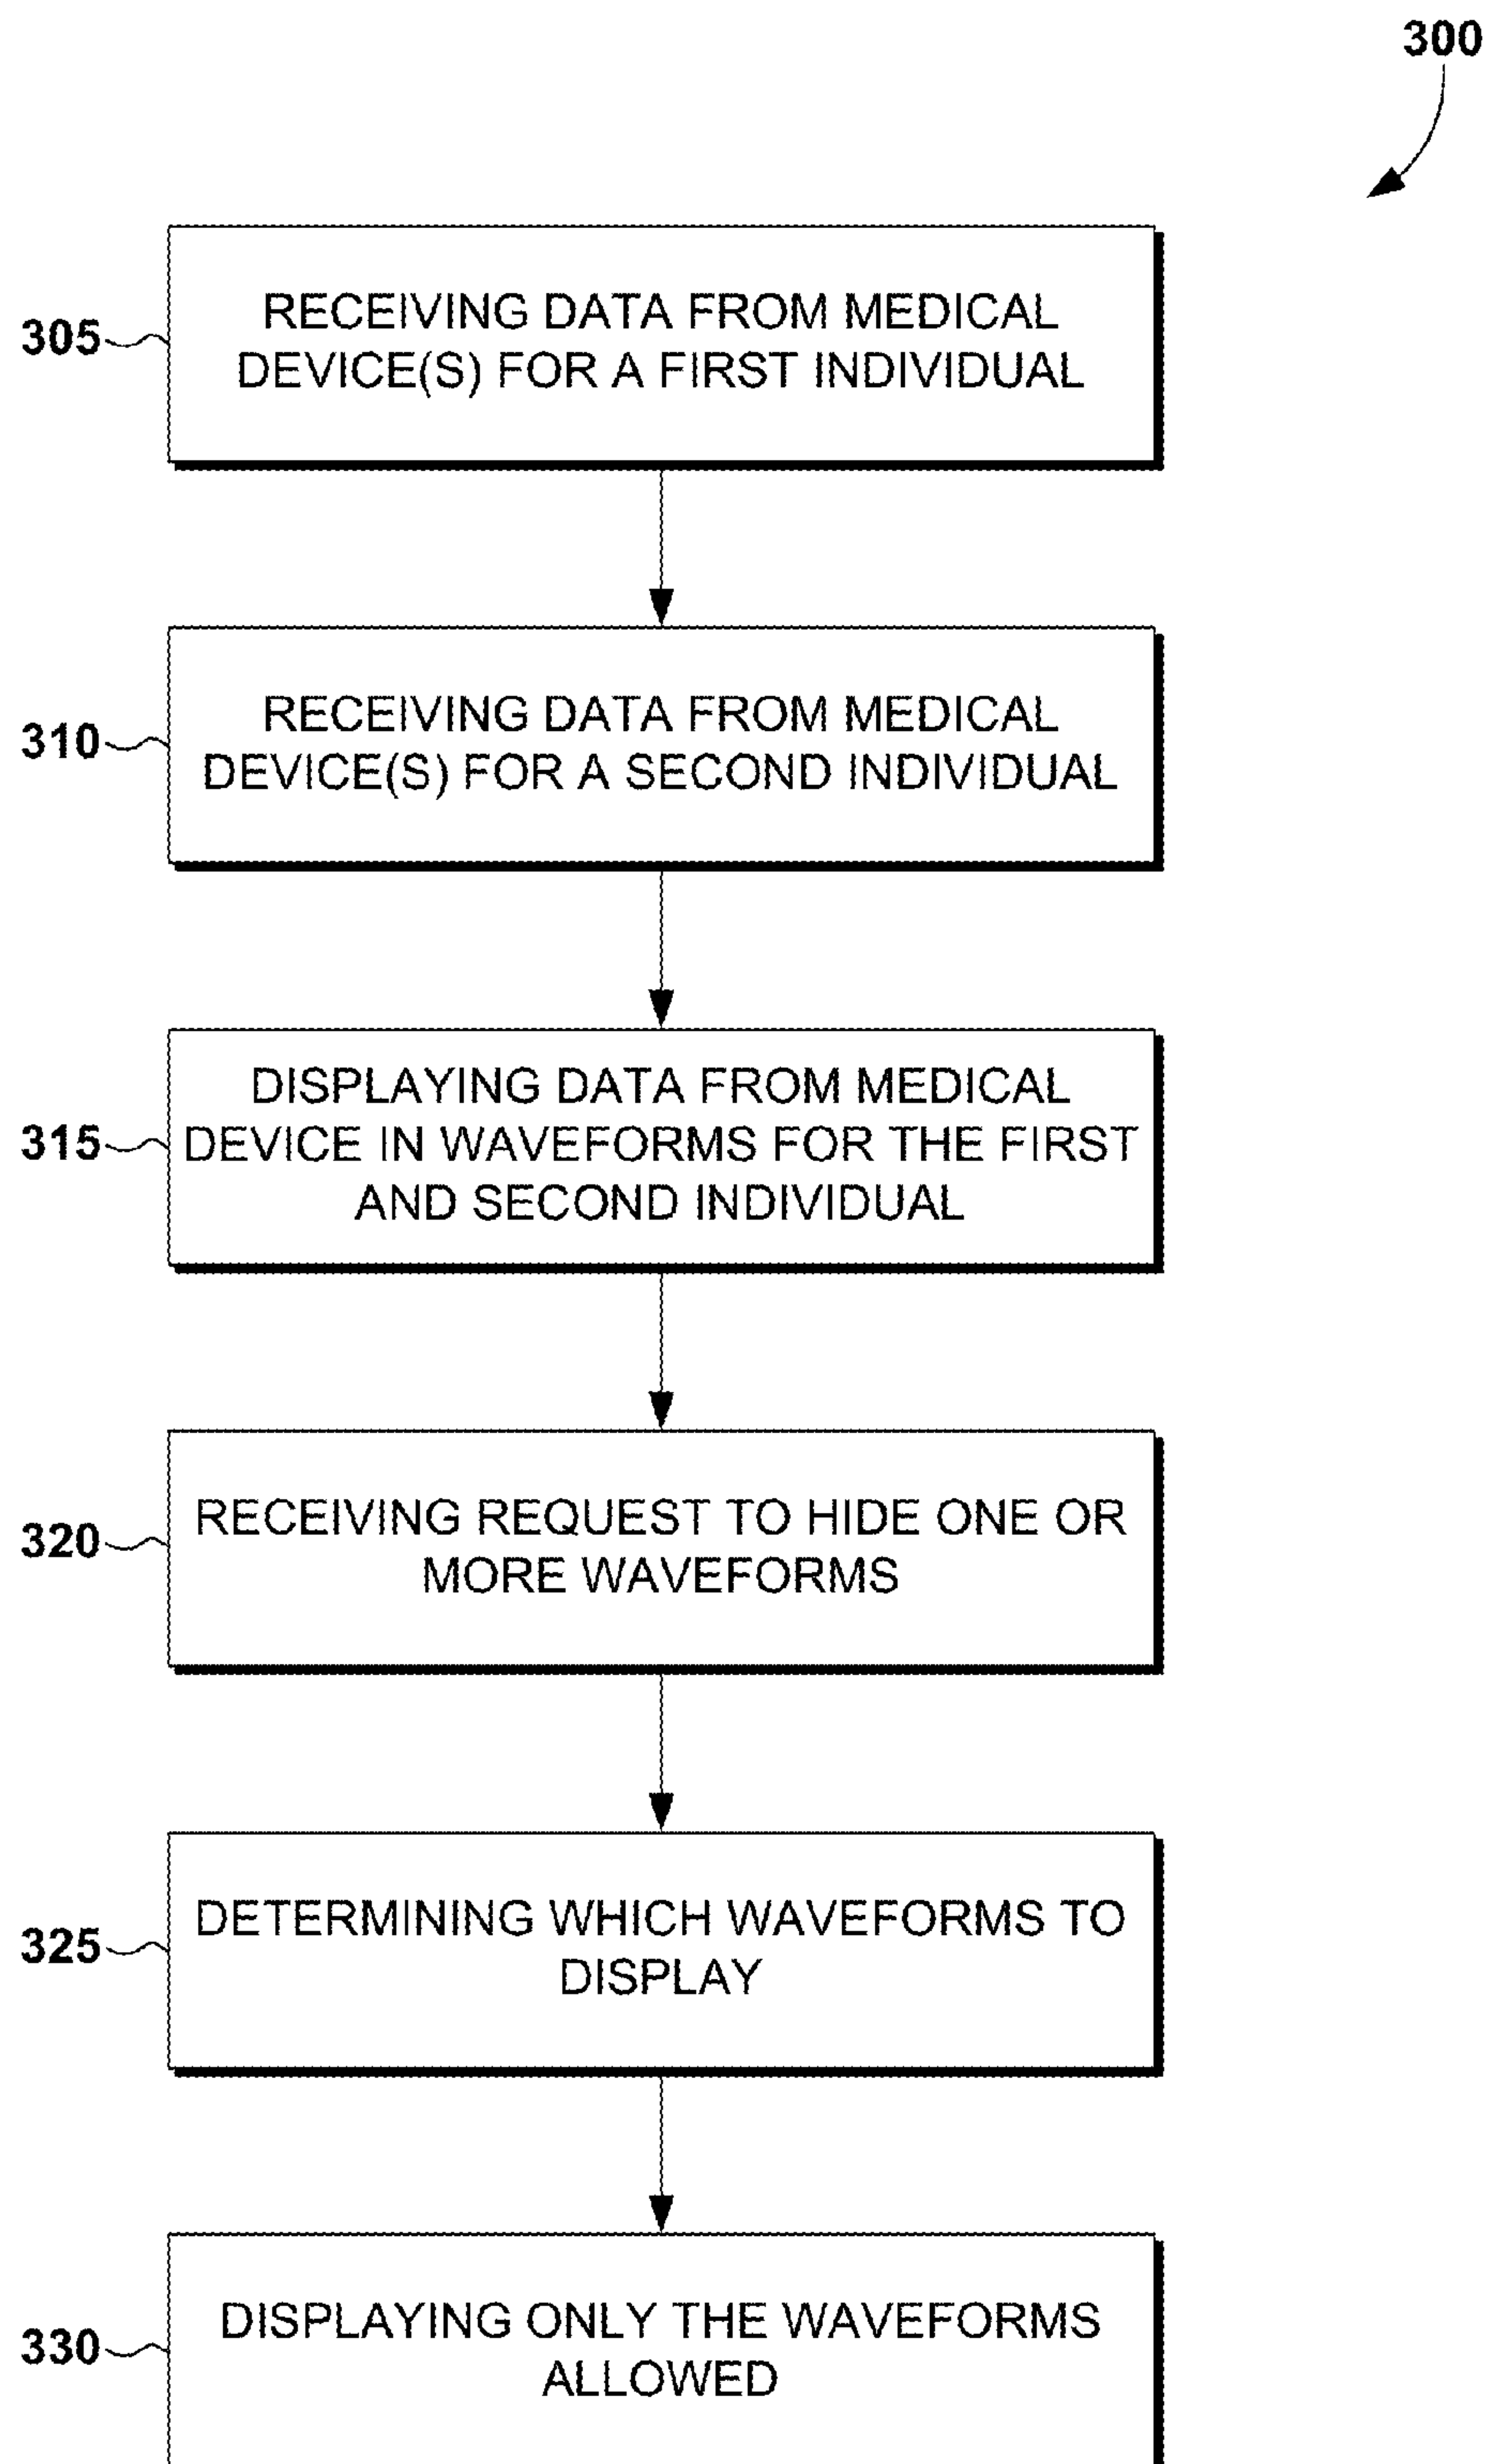 300
305
RECEIVING DATA FROM MEDICAL
DEVICE(S) FOR A FIRST INDIVIDUAL
310
RECEIVING DATA FROM MEDICAL
DEVICE(S) FOR A SECOND INDIVIDUAL
315
DISPLAYING DATA FROM MEDICAL
DEVICE IN WAVEFORMS FOR THE FIRST
AND SECOND INDIVIDUAL
320
RECEIVING REQUEST TO HIDE ONE OR
MORE WAVEFORMS
325
DETERMINING WHICH WAVEFORMS TO
DISPLAY
330
DISPLAYING ONLY THE WAVEFORMS
ALLOWED